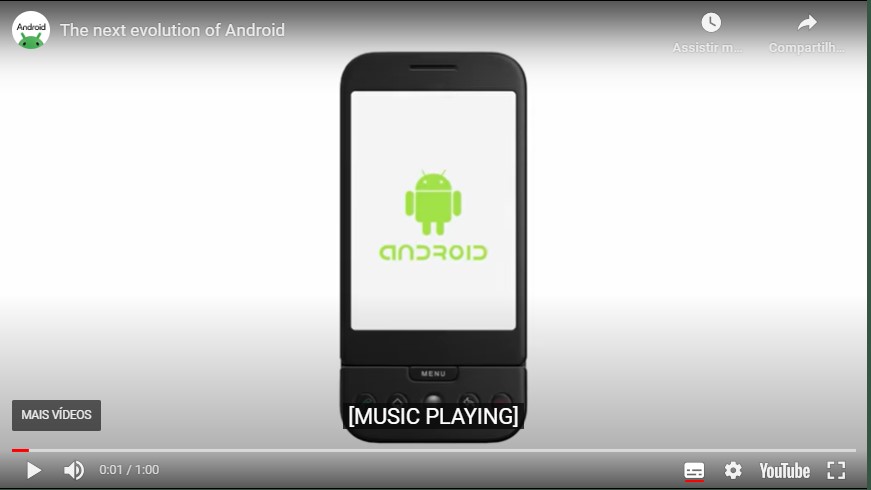 Android
The next evolution of Android
Assistir m...
Compartilh...
ANDROID
MENU
[MUSIC PLAYING]
MAIS VÍDEOS
0:01 / 1:00
YouTube